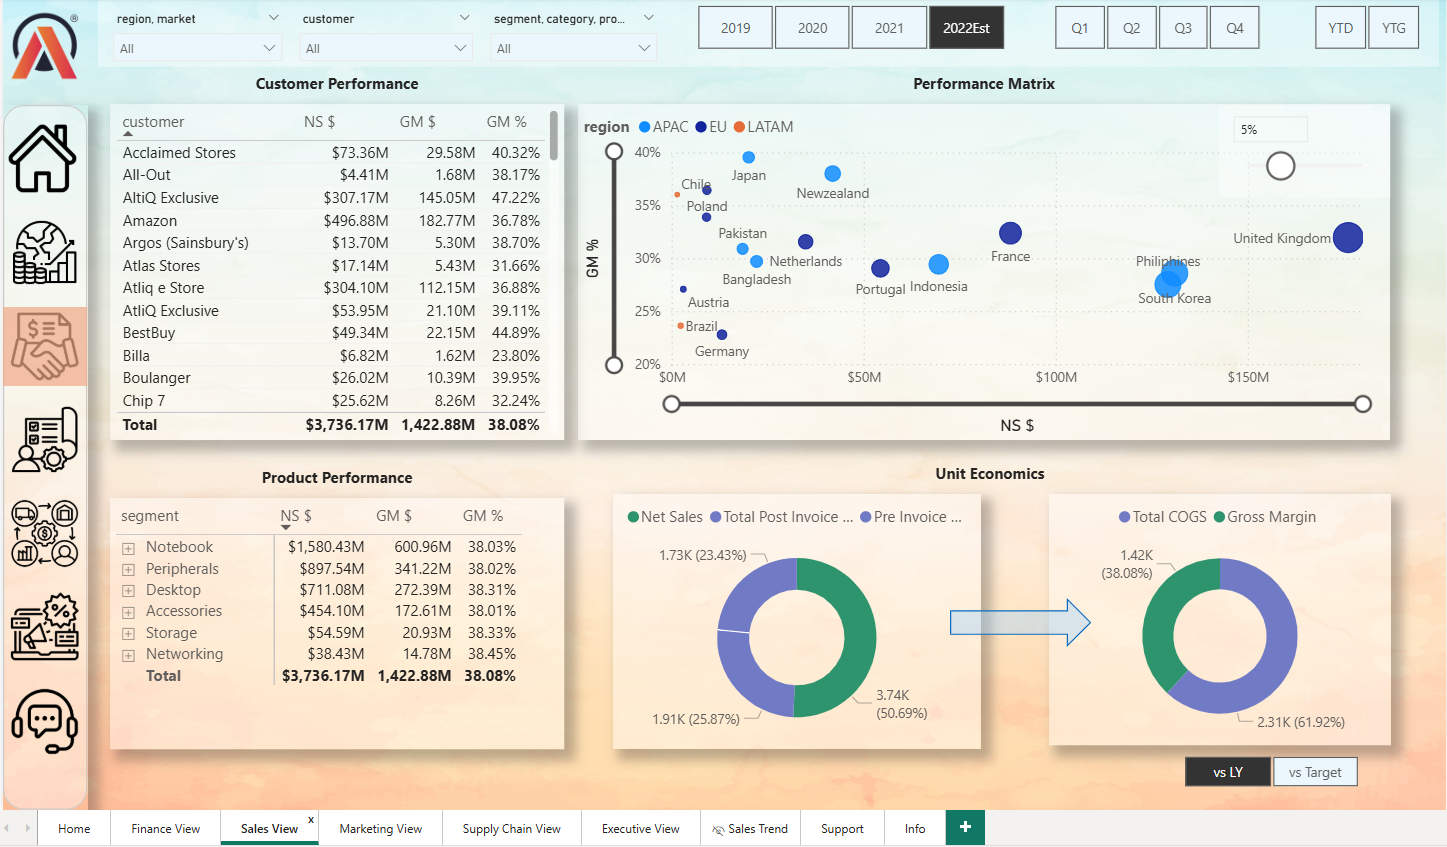 ®
region, market
customer
segment, category, pro...
All
All
All
2019
2020
2021
2022Est
Q1
Q2
Q3
Q4
YTD
YTG
Customer Performance
customer NS $ GM $ GM %
Acclaimed Stores $73.36M 29.58M 40.32%
All-Out $4.41M 1.68M 38.17%
AltiQ Exclusive $307.17M 145.05M 47.22%
Amazon $496.88M 182.77M 36.78%
Argos (Sainsbury's) $13.70M 5.30M 38.70%
Atlas Stores $17.14M 5.43M 31.66%
Atliq e Store $304.10M 112.15M 36.88%
AtliQ Exclusive $53.95M 21.10M 39.11%
BestBuy $49.34M 22.15M 44.89%
Billa $6.82M 1.62M 23.80%
Boulanger $26.02M 10.39M 39.95%
Chip 7 $25.62M 8.26M 32.24%
Total $3,736.17M 1,422.88M 38.08%
Performance Matrix
region APAC EU LATAM
5%
40%
35%
30%
25%
20%
GM %
Japan
Chile
Newzealand
Poland
Pakistan
Netherlands
Bangladesh
France
United Kingdom
Philiphines
South Korea
Portugal
Indonesia
Austria
Brazil
Germany
$0M
$50M
$100M
$150M
NS $
Product Performance
segment NS $ GM $ GM %
Notebook $1,580.43M 600.96M 38.03%
Peripherals $897.54M 341.22M 38.02%
Desktop $711.08M 272.39M 38.31%
Accessories $454.10M 172.61M 38.01%
Storage $54.59M 20.93M 38.33%
Networking $38.43M 14.78M 38.45%
Total $3,736.17M 1,422.88M 38.08%
Unit Economics
Net Sales Total Post Invoice ... Pre Invoice ...
1.73K (23.43%)
1.91K (25.87%)
3.74K
(50.69%)
Total COGS Gross Margin
1.42K
(38.08%)
2.31K (61.92%)
vs LY
vs Target
Home
Finance View
Sales View
x
Marketing View
Supply Chain View
Executive View
Sales Trend
Support
Info
+